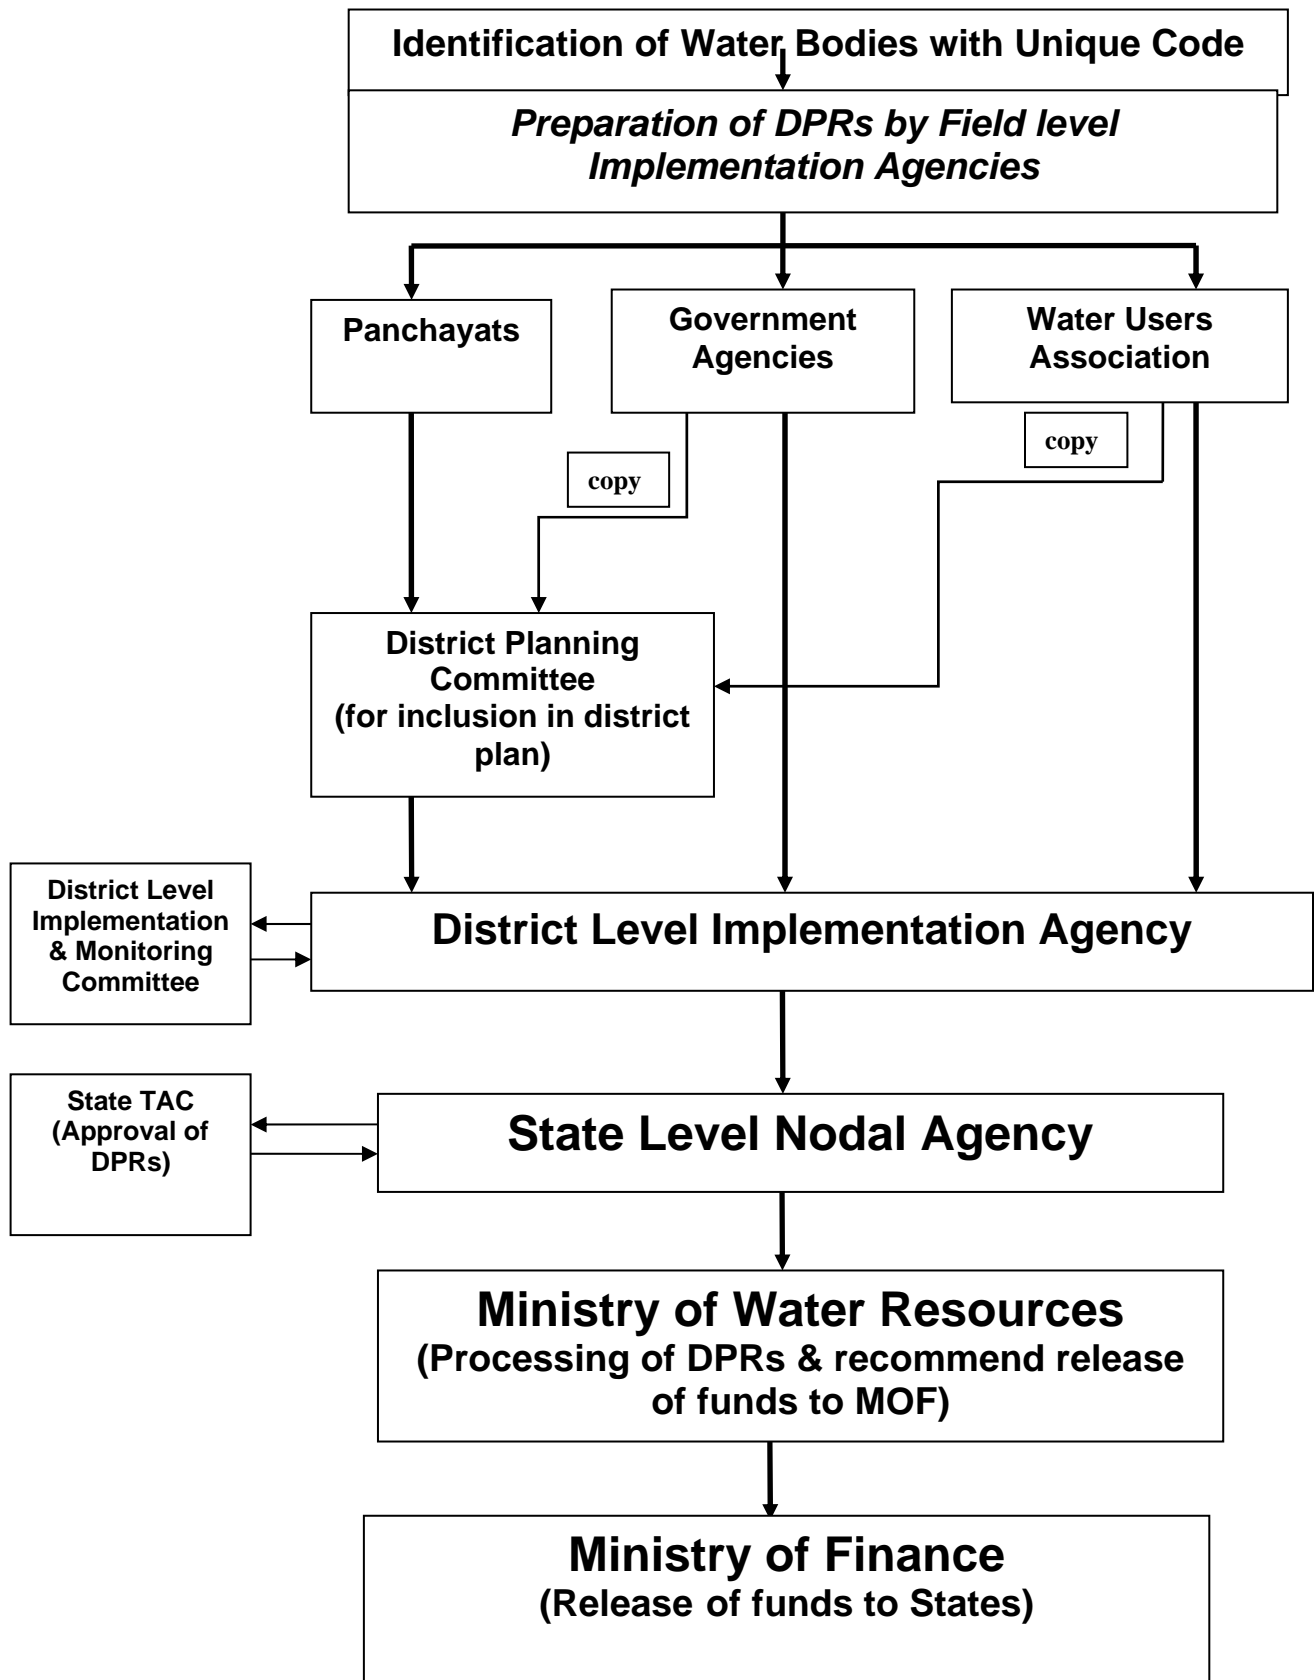 Identification of Water Bodies with Unique Code
Preparation of DPRs by Field level
Implementation Agencies
Panchayats
Government
Agencies
Water Users
Association
copy
copy
District Planning
Committee
(for inclusion in district
plan)
District Level
Implementation
& Monitoring
Committee
District Level Implementation Agency
State TAC
(Approval of
DPRs)
State Level Nodal Agency
Ministry of Water Resources
(Processing of DPRs & recommend release
of funds to MOF)
Ministry of Finance
(Release of funds to States)